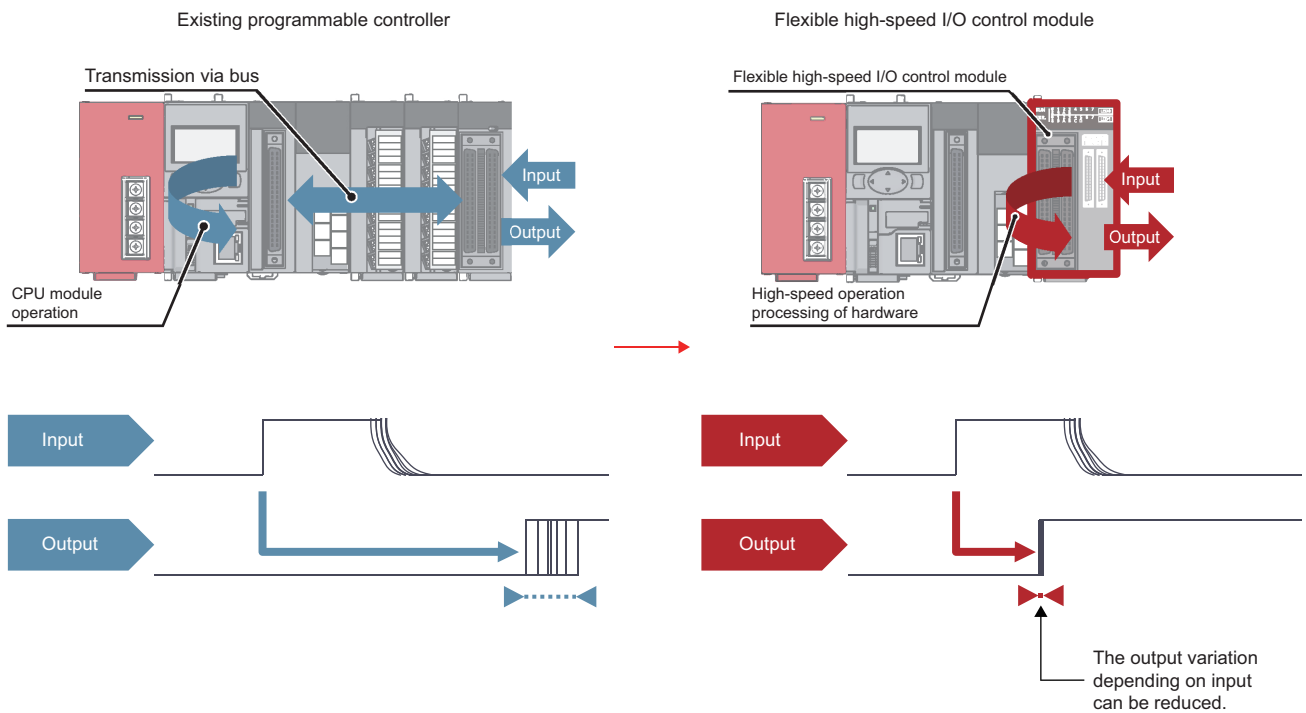 Existing programmable controller
Transmission via bus
Input
Output
CPU module
operation
Input
Output
Flexible high-speed I/O control module
Flexible high-speed I/O control module
Input
Output
High-speed operation
processing of hardware
Input
Output
The output variation
depending on input
can be reduced.